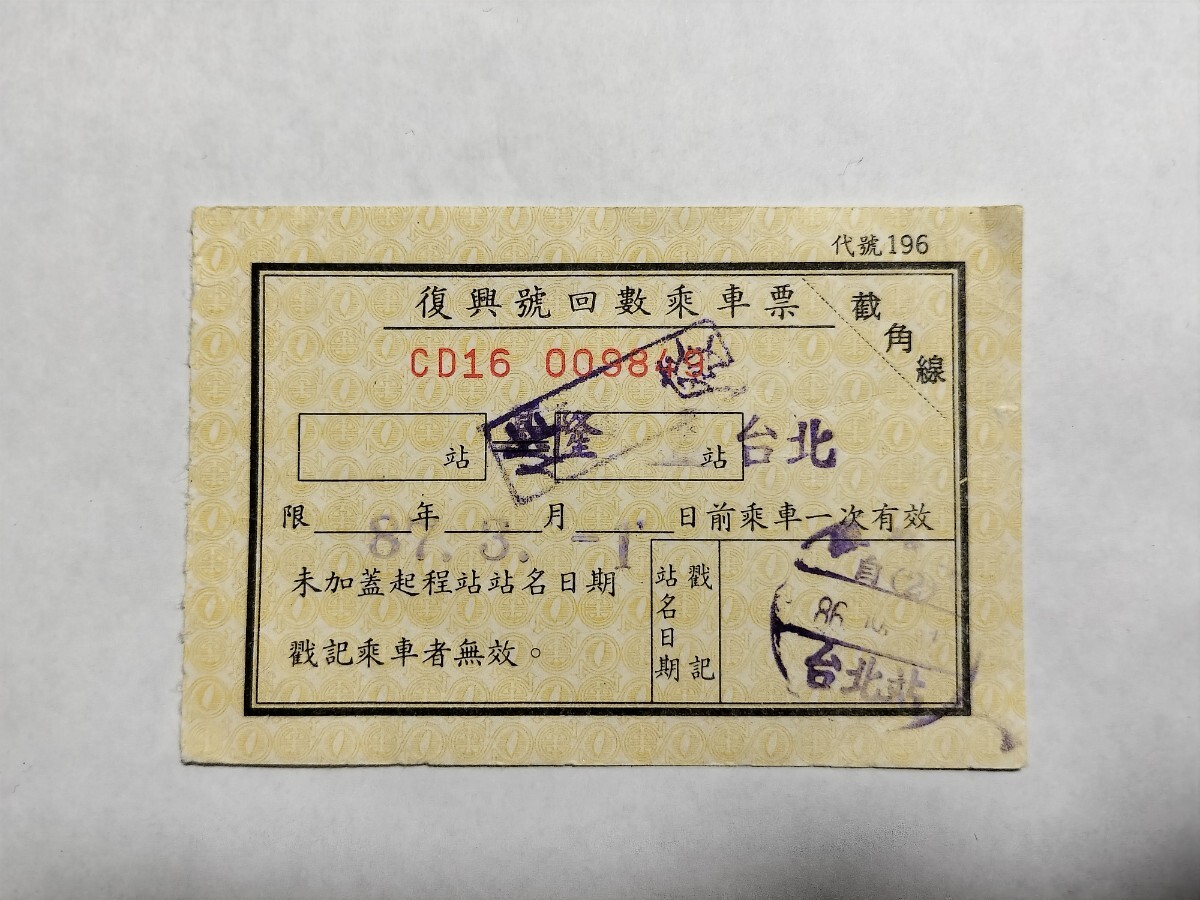 代號196
復興號回數乘車票
截角線
CD16 009849
站 隆 站 台北
限 年 月 日前乘車一次有效
87. 3. -1
未加蓋起程站站名日期
戳記乘車者無效。
站名日期
戳記
自(2)
86
台北站